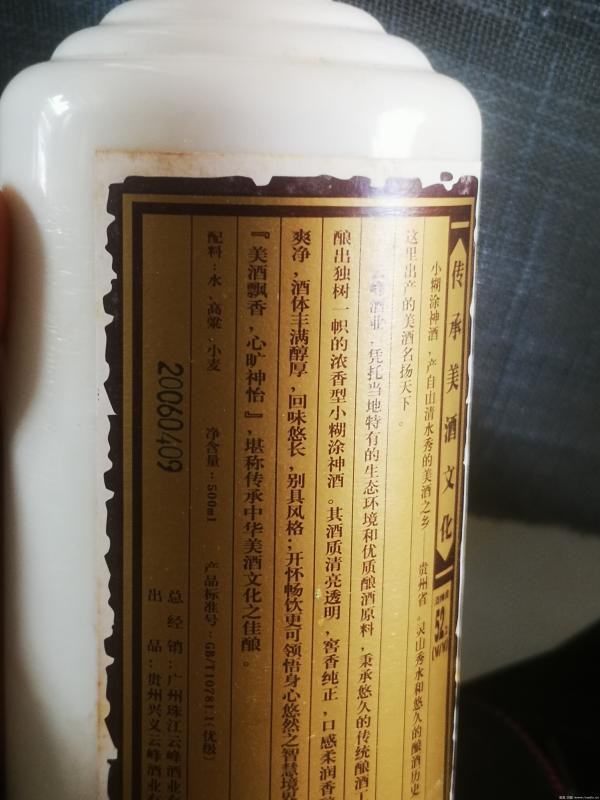 传承美酒文化
52
小糊涂神酒，产自山清水秀的美酒之乡　贵州省。灵山秀水和悠久的酿酒历史
这里出产的美酒名扬天下。
云峰酒业，凭托当地特有的生态环境和优质酿酒原料，秉承悠久的传统酿酒工
酿出独树一帜的浓香型小糊涂神酒。其酒质清亮透明，窖香纯正，口感柔润香
爽净，酒体丰满醇厚，回味悠长，别具风格；开怀畅饮更可领悟身心悠然之智慧境界
『美酒飘香，心旷神怡』，堪称传承中华美酒文化之佳酿。
配料：水、高粱、小麦　净含量：500ml　产品标准号：GB/T10781.1（优级）
20060409
总经销：广州珠江云峰酒业有
出品：贵州兴义云峰酒业